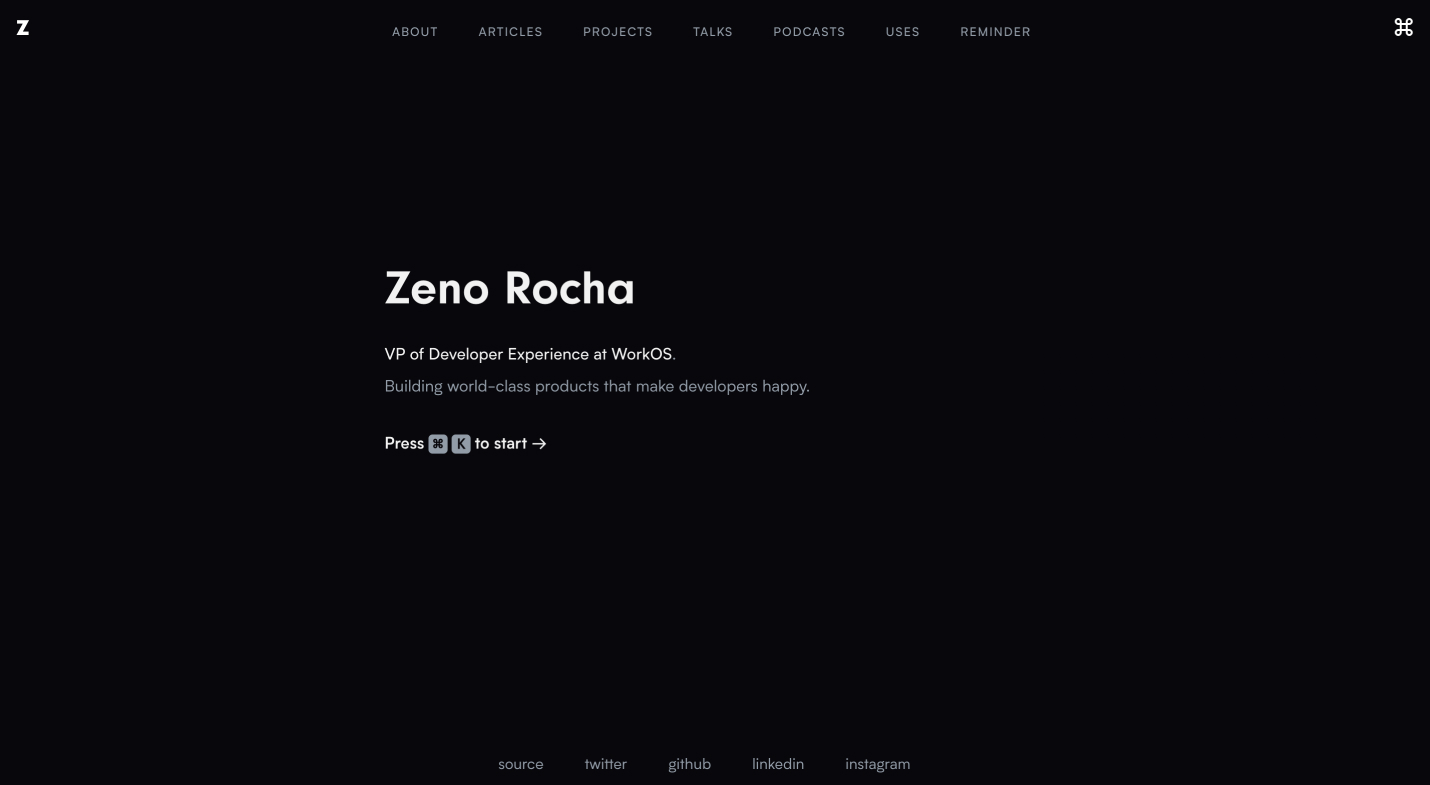 Z
ABOUT ARTICLES PROJECTS TALKS PODCASTS USES REMINDER
⌘
Zeno Rocha
VP of Developer Experience at WorkOS.
Building world-class products that make developers happy.
Press ⌘ K to start →
source twitter github linkedin instagram